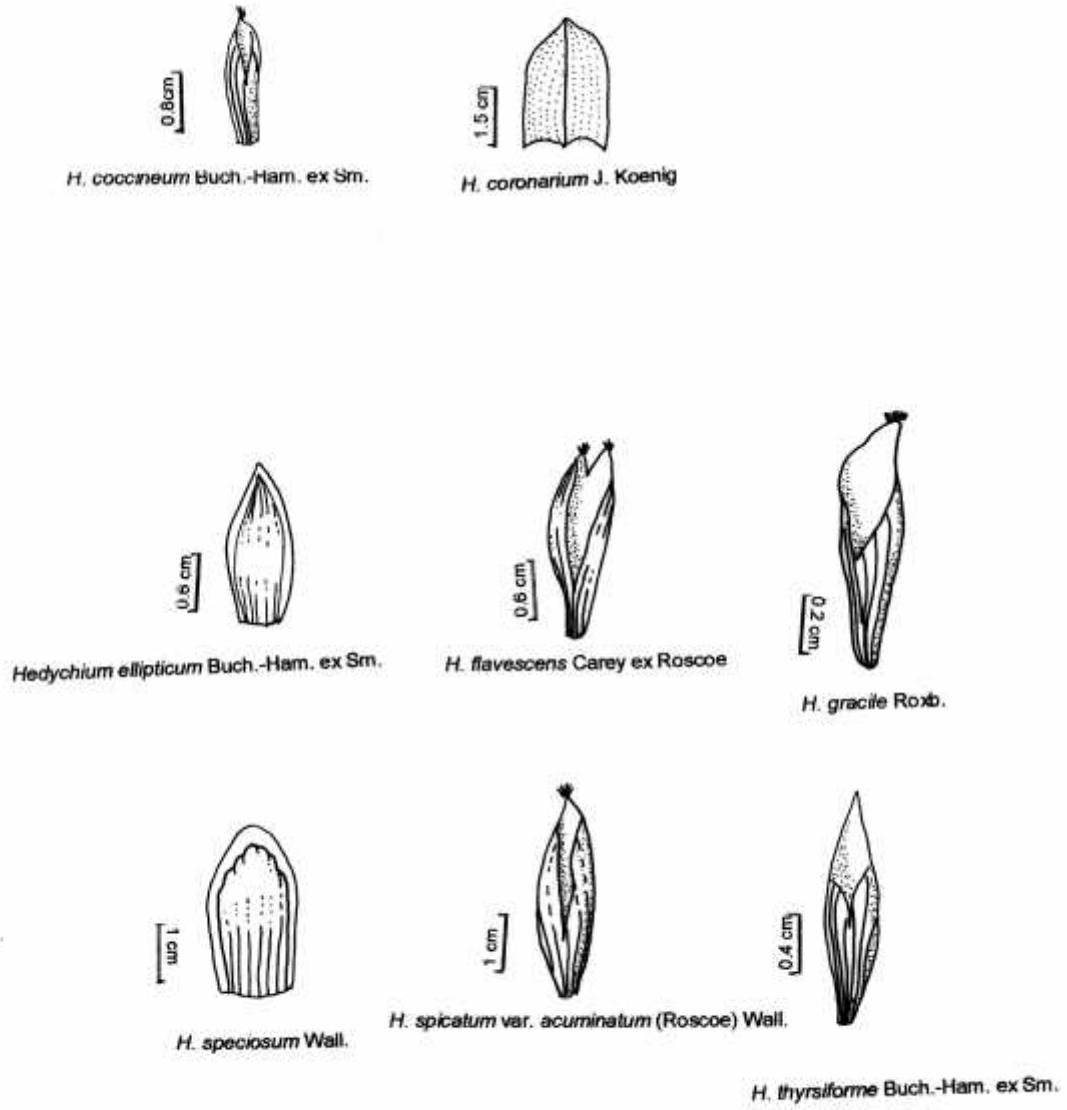 0.8cm
H. coccineum Buch.-Ham. ex Sm.
1.5 cm
H. coronarium J. Koenig
0.6 cm
Hedychium ellipticum Buch.-Ham. ex Sm.
0.6 cm
H. flavescens Carey ex Roscoe
0.2 cm
H. gracile Roxb.
1 cm
H. speciosum Wall.
1 cm
H. spicatum var. acuminatum (Roscoe) Wall.
0.4 cm
H. thyrsiforme Buch.-Ham. ex Sm.